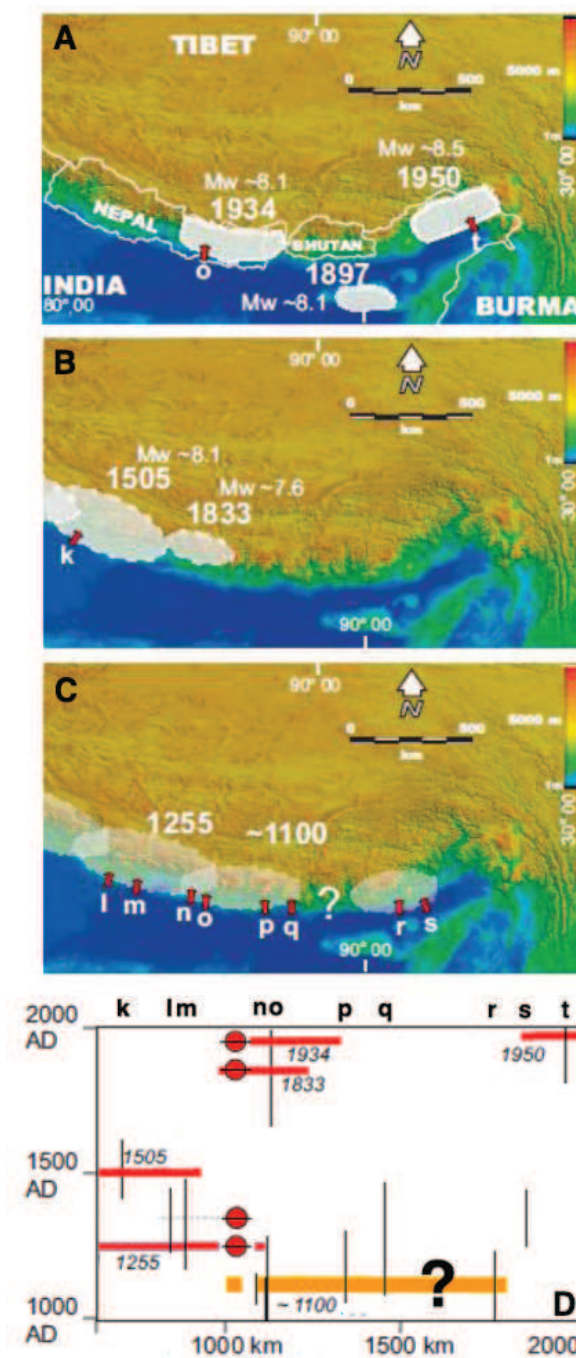 A
TIBET
90° 00
N
0 500
km
5000 m
1m
30° 00
Mw ~8.5
1950
Mw ~8.1
1934
NEPAL
BHUTAN
o
t
1897
INDIA
80° 00
Mw ~8.1
BURMA
B
90° 00
N
0 500
km
5000 m
1m
30° 00
Mw ~8.1
1505
Mw ~7.6
1833
k
90° 00
C
90° 00
N
0 500
km
5000 m
1m
30° 00
1255
~1100
?
l m n o p q r s
90° 00
k l m n o p q r s t
2000
AD
1934
1950
1833
1500
AD
1505
1255
?
~ 1100
D
1000
AD
1000 km 1500 km 2000